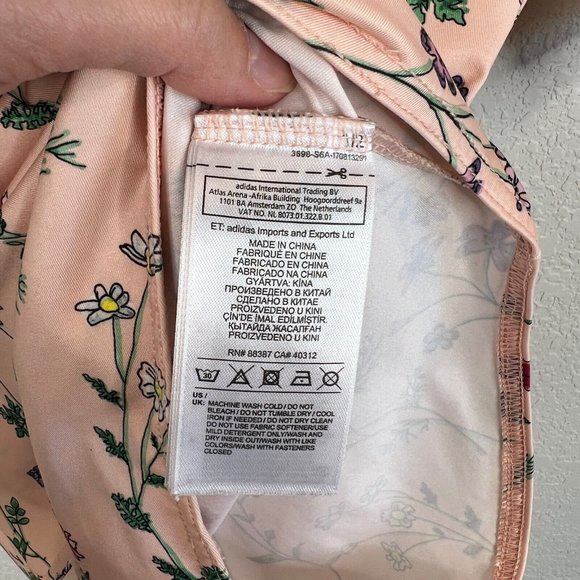 1/2
adidas International Trading BV
Atlas Arena -Afrika Building Hoogoorddreef 9a
1101 BA Amsterdam ZO The Netherlands
VAT NO. NL 8073.01.322.B.01
ET: adidas Imports and Exports Ltd
MADE IN CHINA
FABRIQUÉ EN CHINE
FABRICADO EN CHINA
FABRICADO NA CHINA
GYÁRTVA: KÍNA
ПРОИЗВЕДЕНО В КИТАЙ
СДЕЛАНО В КИТАЕ
PROIZVEDENO U KINI
ÇİN'DE İMAL EDİLMİŞTİR.
ҚЫТАЙДА ЖАСАЛҒАН
PROIZVEDENO U KINI
RN# 88387 CA# 40312
30
US /
UK: MACHINE WASH COLD / DO NOT
BLEACH / DO NOT TUMBLE DRY / COOL
IRON IF NEEDED / DO NOT DRY CLEAN
DO NOT USE FABRIC SOFTENER/USE
MILD DETERGENT ONLY/WASH AND
DRY INSIDE OUT/WASH WITH LIKE
COLORS/WASH WITH FASTENERS
CLOSED